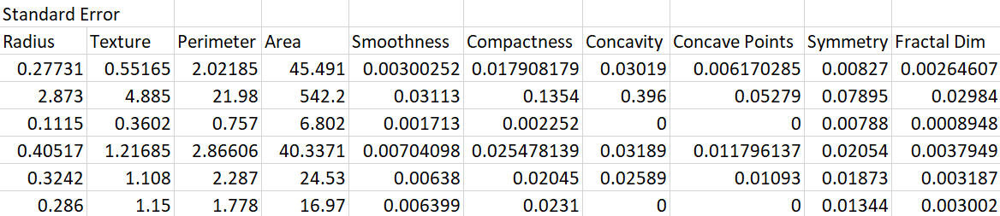 Standard Error
Radius Texture Perimeter Area Smoothness Compactness Concavity Concave Points Symmetry Fractal Dim
0.27731 0.55165 2.02185 45.491 0.00300252 0.017908179 0.03019 0.006170285 0.00827 0.00264607
2.873 4.885 21.98 542.2 0.03113 0.1354 0.396 0.05279 0.07895 0.02984
0.1115 0.3602 0.757 6.802 0.001713 0.002252 0 0 0.00788 0.0008948
0.40517 1.21685 2.86606 40.3371 0.00704098 0.025478139 0.03189 0.011796137 0.02054 0.0037949
0.3242 1.108 2.287 24.53 0.00638 0.02045 0.02589 0.01093 0.01873 0.003187
0.286 1.15 1.778 16.97 0.006399 0.0231 0 0 0.01344 0.003002